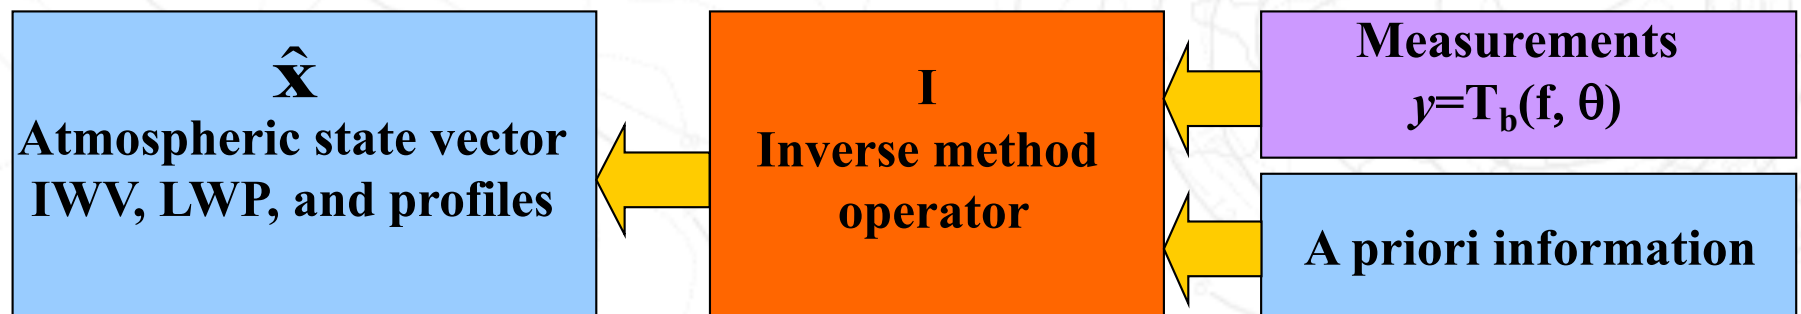 x̂
Atmospheric state vector
IWV, LWP, and profiles
I
Inverse method
operator
Measurements
y=Tb(f, θ)
A priori information